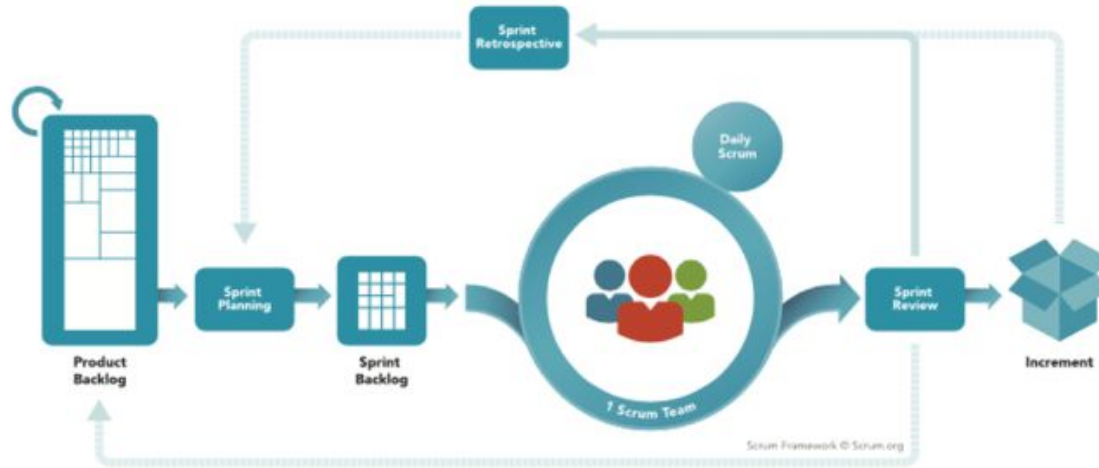 Sprint
Retrospective
Daily
Scrum
Sprint
Planning
Sprint
Review
Product
Backlog
Sprint
Backlog
1 Scrum Team
Increment
Scrum Framework © Scrum.org